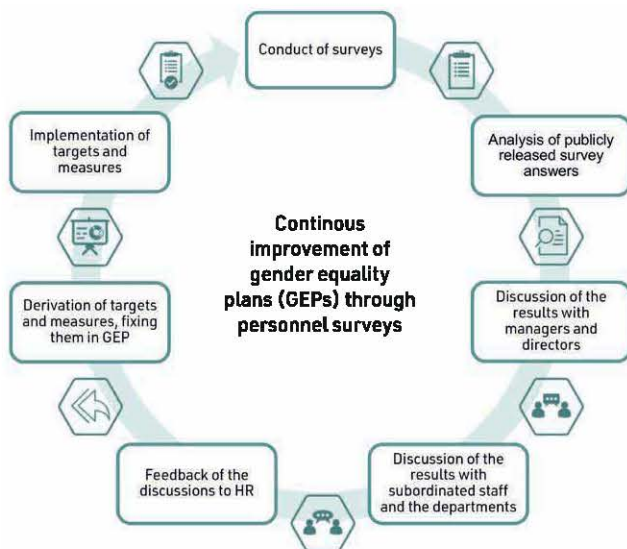 Conduct of surveys
Analysis of publicly
released survey
answers
Discussion of the
results with
managers and
directors
Discussion of the
results with
subordinated staff
and the departments
Feedback of the
discussions to HR
Derivation of targets
and measures, fixing
them in GEP
Implementation of
targets and
measures
Continous
improvement of
gender equality
plans (GEPs) through
personnel surveys